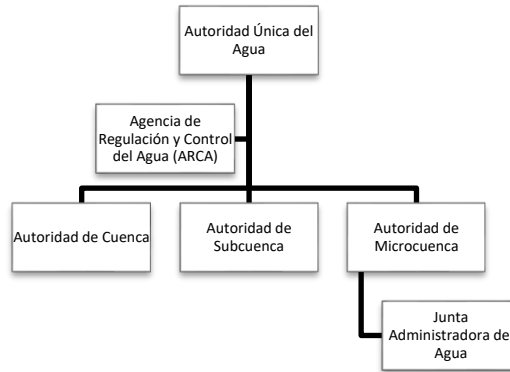 Autoridad Única del
Agua
Agencia de
Regulación y Control
del Agua (ARCA)
Autoridad de Cuenca
Autoridad de
Subcuenca
Autoridad de
Microcuenca
Junta
Administradora de
Agua